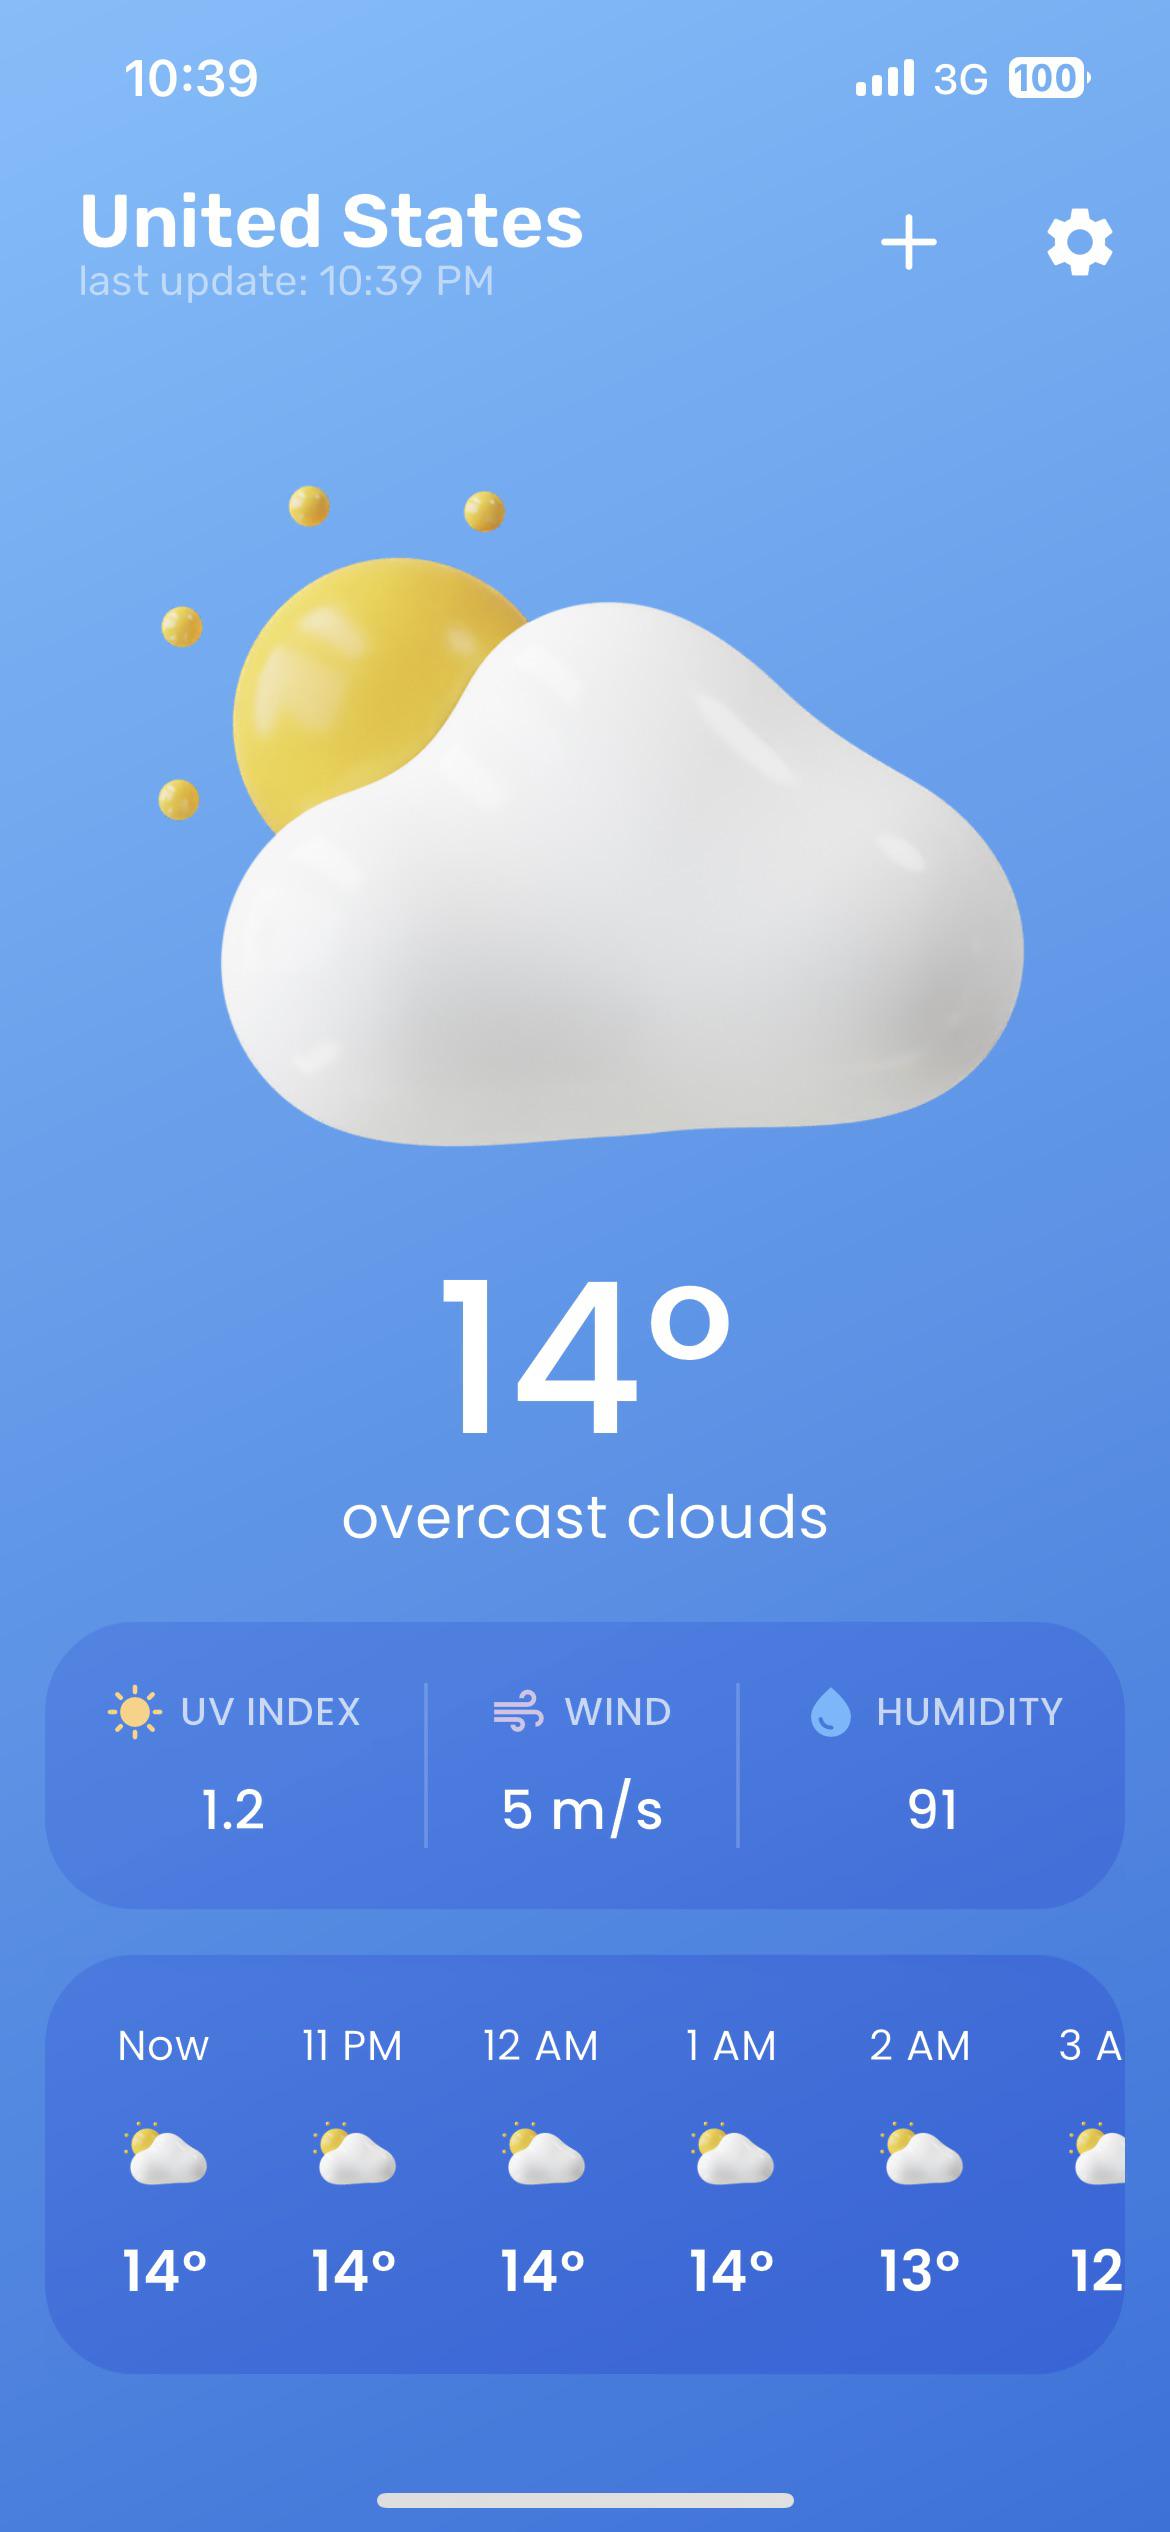 10:39 3G 100
United States
last update: 10:39 PM
14°
overcast clouds
UV INDEX WIND HUMIDITY
1.2 5 m/s 91
Now 11 PM 12 AM 1 AM 2 AM 3 A
14° 14° 14° 14° 13° 12